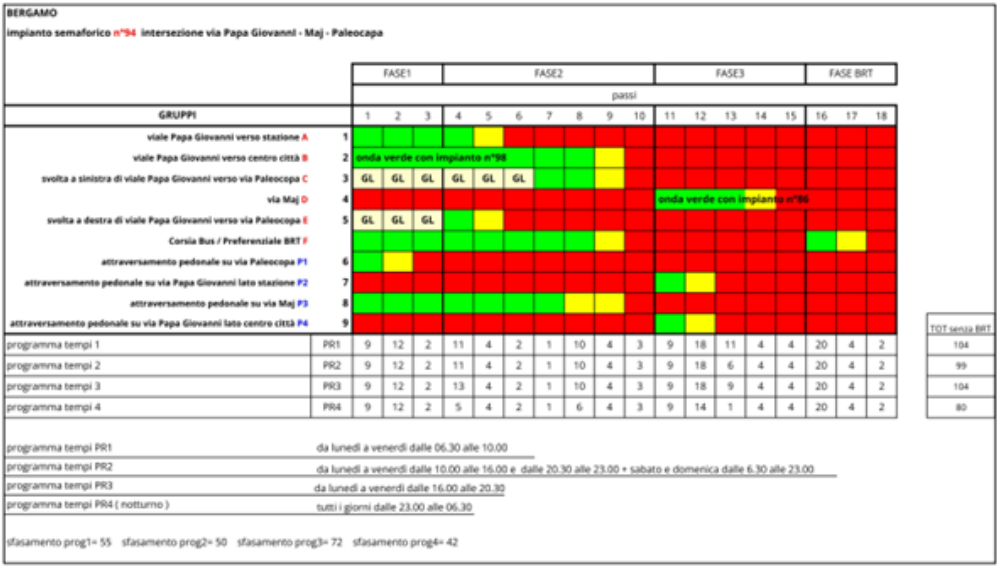 BERGAMO
impianto semaforico n°94 intersezione via Papa GiovannI - Maj - Paleocapa
FASE1 FASE2 FASE3 FASE BRT
passi
GRUPPI 1 2 3 4 5 6 7 8 9 10 11 12 13 14 15 16 17 18
viale Papa Giovanni verso stazione A 1
viale Papa Giovanni verso centro città B 2 onda verde con impianto n°98
svolta a sinistra di viale Papa Giovanni verso via Paleocapa C 3 GL GL GL GL GL GL
via Maj D 4 onda verde con impianto n°86
svolta a destra di viale Papa Giovanni verso via Paleocapa E 5 GL GL GL
Corsia Bus / Preferenziale BRT F
attraversamento pedonale su via Paleocapa P1 6
attraversamento pedonale su via Papa Giovanni lato stazione P2 7
attraversamento pedonale su via Maj P3 8
attraversamento pedonale su via Papa Giovanni lato centro città P4 9
TOT senza BRT
programma tempi 1 PR1 9 12 2 11 4 2 1 10 4 3 9 18 11 4 4 20 4 2 104
programma tempi 2 PR2 9 12 2 11 4 2 1 10 4 3 9 18 6 4 4 20 4 2 99
programma tempi 3 PR3 9 12 2 13 4 2 1 10 4 3 9 18 9 4 4 20 4 2 104
programma tempi 4 PR4 9 12 2 5 4 2 1 6 4 3 9 14 1 4 4 20 4 2 80
programma tempi PR1 da lunedì a venerdì dalle 06.30 alle 10.00
programma tempi PR2 da lunedì a venerdì dalle 10.00 alle 16.00 e dalle 20.30 alle 23.00 + sabato e domenica dalle 6.30 alle 23.00
programma tempi PR3 da lunedì a venerdì dalle 16.00 alle 20.30
programma tempi PR4 ( notturno ) tutti i giorni dalle 23.00 alle 06.30
sfasamento prog1= 55 sfasamento prog2= 50 sfasamento prog3= 72 sfasamento prog4= 42